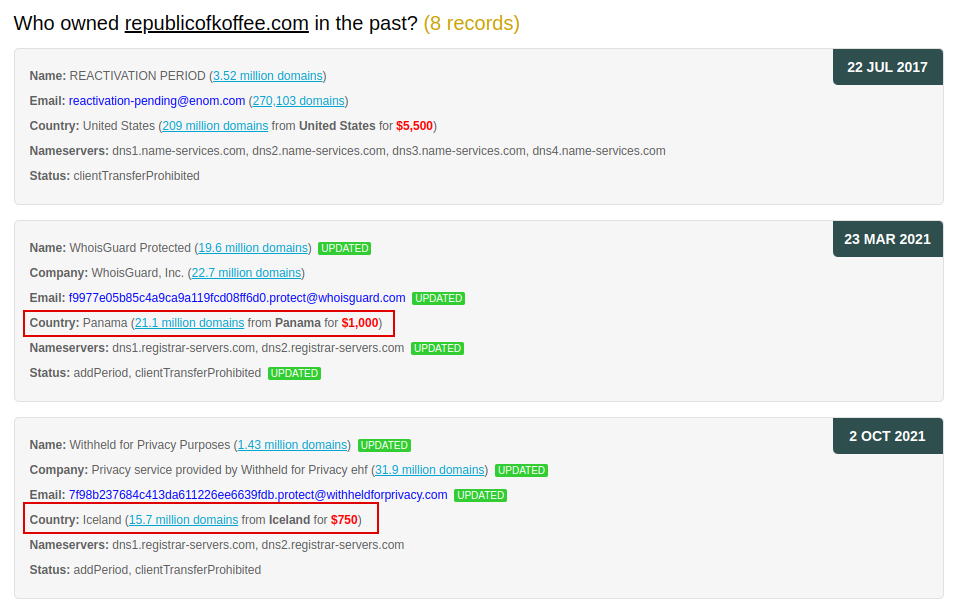 Who owned republicofkoffee.com in the past? (8 records)
22 JUL 2017
Name: REACTIVATION PERIOD (3.52 million domains)
Email: reactivation-pending@enom.com (270,103 domains)
Country: United States (209 million domains from United States for $5,500)
Nameservers: dns1.name-services.com, dns2.name-services.com, dns3.name-services.com, dns4.name-services.com
Status: clientTransferProhibited
23 MAR 2021
Name: WhoisGuard Protected (19.6 million domains) UPDATED
Company: WhoisGuard, Inc. (22.7 million domains)
Email: f9977e05b85c4a9ca9a119fcd08ff6d0.protect@whoisguard.com UPDATED
Country: Panama (21.1 million domains from Panama for $1,000)
Nameservers: dns1.registrar-servers.com, dns2.registrar-servers.com UPDATED
Status: addPeriod, clientTransferProhibited UPDATED
2 OCT 2021
Name: Withheld for Privacy Purposes (1.43 million domains) UPDATED
Company: Privacy service provided by Withheld for Privacy ehf (31.9 million domains) UPDATED
Email: 7f98b237684c413da611226ee6639fdb.protect@withheldforprivacy.com UPDATED
Country: Iceland (15.7 million domains from Iceland for $750)
Nameservers: dns1.registrar-servers.com, dns2.registrar-servers.com
Status: addPeriod, clientTransferProhibited